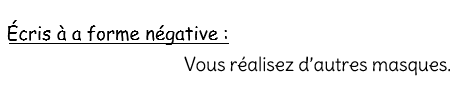 Écris à a forme négative :
Vous réalisez d'autres masques.